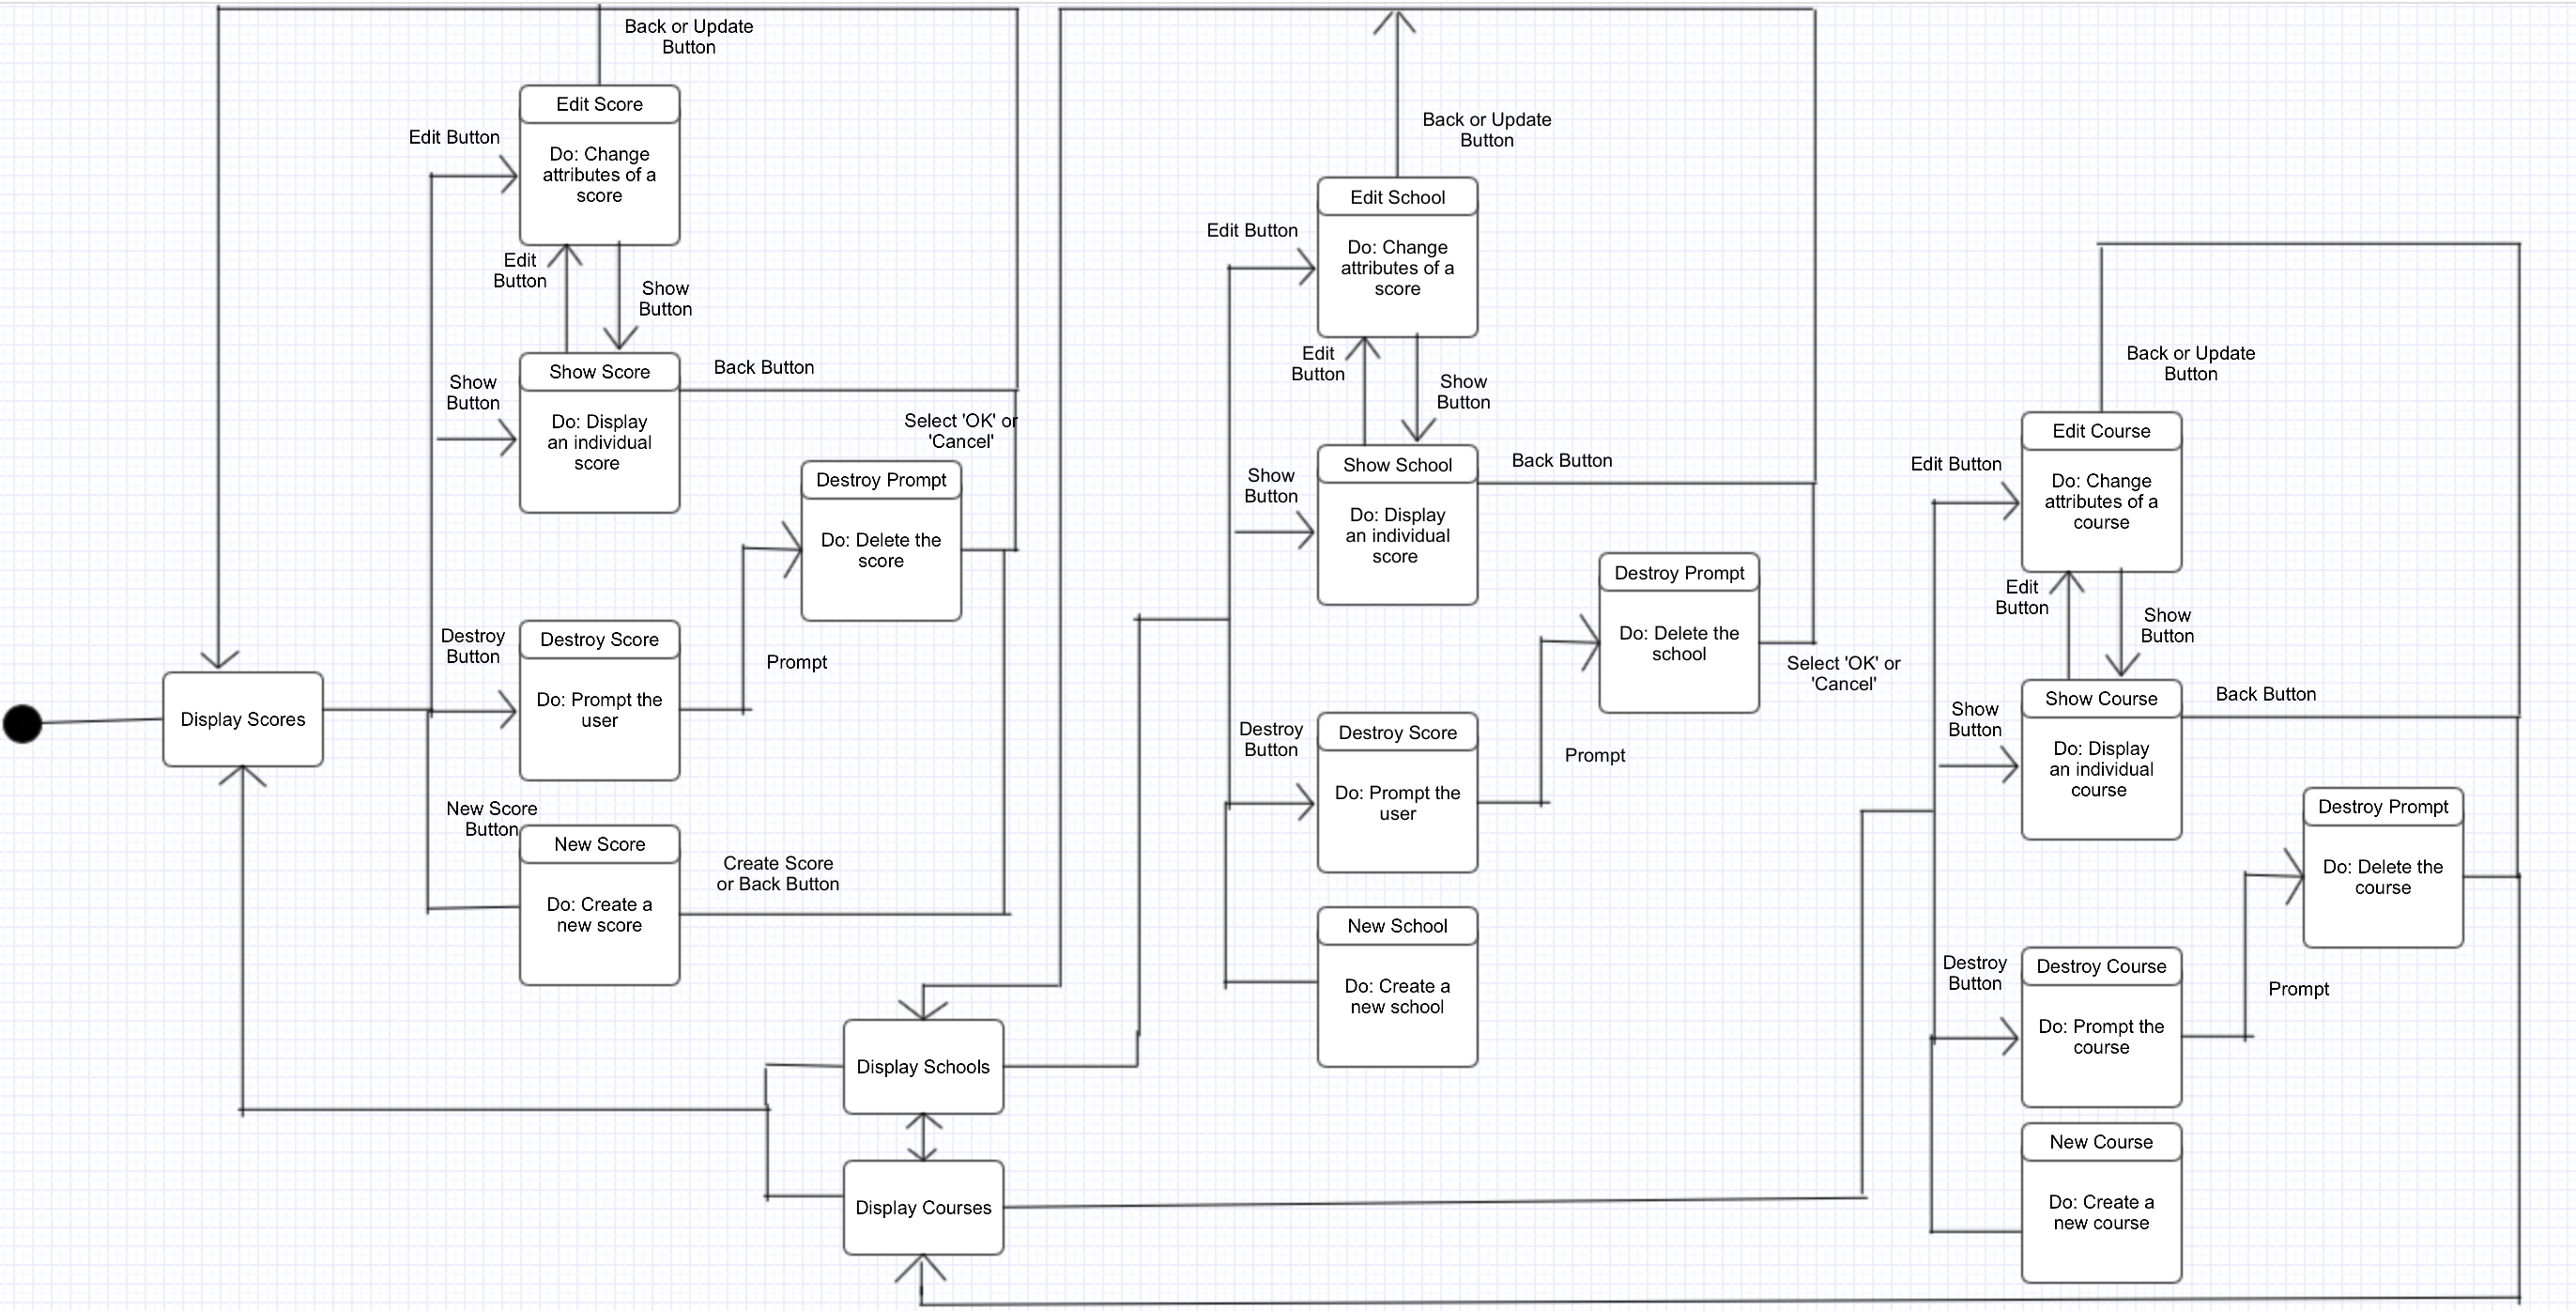 Back or Update
Button
Edit Score
Do: Change
attributes of a
score
Edit Button
Edit
Button
Show
Button
Show Score
Do: Display
an individual
score
Show
Button
Back Button
Select 'OK' or
'Cancel'
Destroy Prompt
Do: Delete the
score
Destroy
Button
Destroy Score
Do: Prompt the
user
Prompt
Display Scores
New Score
Button
New Score
Do: Create a
new score
Create Score
or Back Button
Display Schools
Display Courses
Back or Update
Button
Edit School
Do: Change
attributes of a
score
Edit Button
Edit
Button
Show
Button
Show School
Do: Display
an individual
score
Show
Button
Back Button
Destroy Prompt
Do: Delete the
school
Select 'OK' or
'Cancel'
Destroy
Button
Destroy Score
Do: Prompt the
user
Prompt
New School
Do: Create a
new school
Back or Update
Button
Edit Course
Do: Change
attributes of a
course
Edit Button
Edit
Button
Show
Button
Show Course
Do: Display
an individual
course
Show
Button
Back Button
Destroy Prompt
Do: Delete the
course
Destroy
Button
Destroy Course
Do: Prompt the
course
Prompt
New Course
Do: Create a
new course